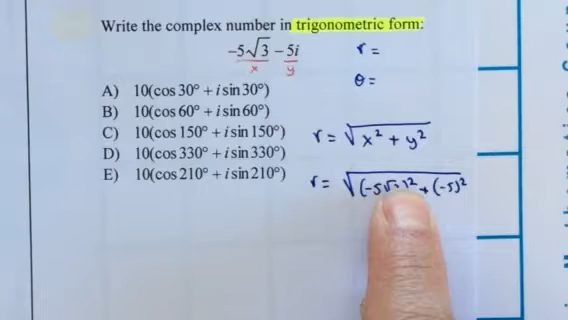 Write the complex number in trigonometric form:
-5√3 - 5i
x y
r =
θ =
A) 10(cos 30° + i sin 30°)
B) 10(cos 60° + i sin 60°)
C) 10(cos 150° + i sin 150°)
D) 10(cos 330° + i sin 330°)
E) 10(cos 210° + i sin 210°)
r = √x² + y²
r = √(-5√3)² + (-5)²